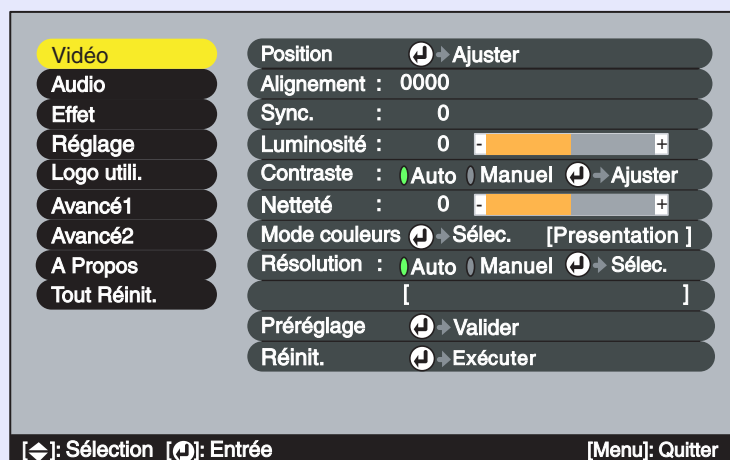 Vidéo
Audio
Effet
Réglage
Logo utili.
Avancé1
Avancé2
A Propos
Tout Réinit.
Position Ajuster
Alignement : 0000
Sync. : 0
Luminosité : 0 - +
Contraste : Auto Manuel Ajuster
Netteté : 0 - +
Mode couleurs Sélec. [Presentation ]
Résolution : Auto Manuel Sélec.
[ ]
Préréglage Valider
Réinit. Exécuter
[ ]: Sélection [ ]: Entrée [Menu]: Quitter